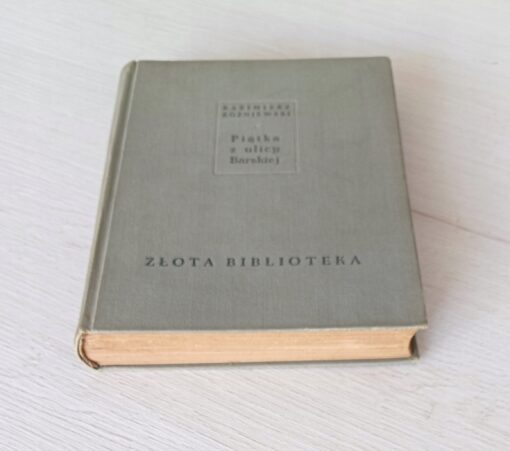 KAZIMIERZ
KOŹNIEWSKI
Piątka
z ulicy
Barskiej
ZŁOTA BIBLIOTEKA